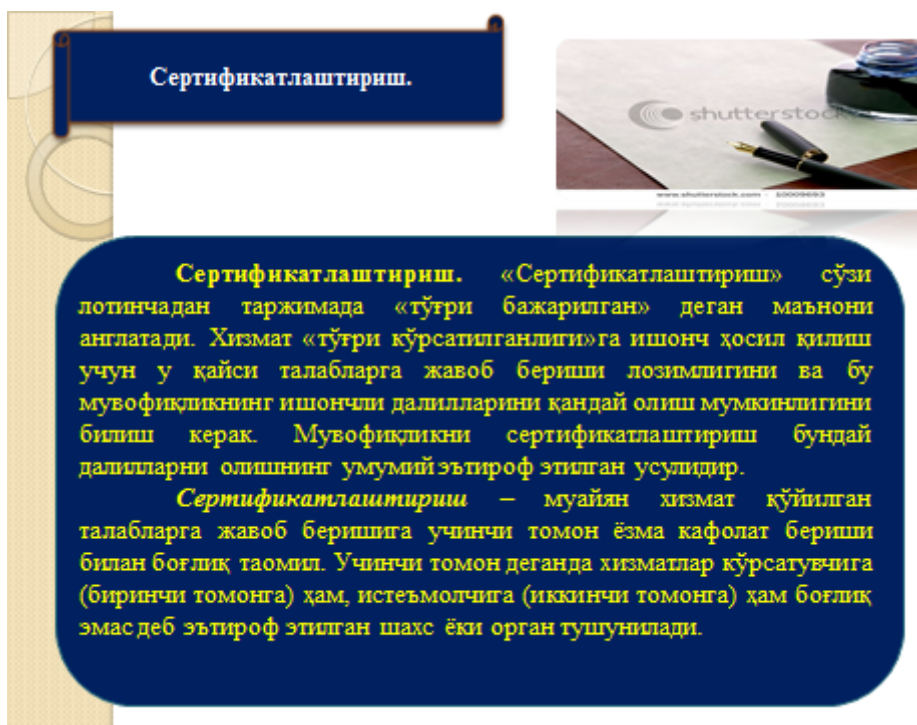 Сертификатлаштириш.
shutterstock
www.shutterstock.com · 10009693
Сертификатлаштириш. «Сертификатлаштириш» сўзи
лотинчадан таржимада «тўғри бажарилган» деган маънони
англатади. Хизмат «тўғри кўрсатилганлиги»га ишонч ҳосил қилиш
учун у қайси талабларга жавоб бериши лозимлигини ва бу
мувофиқликнинг ишончли далилларини қандай олиш мумкинлигини
билиш керак. Мувофиқликни сертификатлаштириш бундай
далилларни олишнинг умумий эътироф этилган усулидир.
Сертификатлаштириш – муайян хизмат қўйилган
талабларга жавоб беришига учинчи томон ёзма кафолат бериши
билан боғлиқ таомил. Учинчи томон деганда хизматлар кўрсатувчига
(биринчи томонга) ҳам, истеъмолчига (иккинчи томонга) ҳам боғлиқ
эмас деб эътироф этилган шахс ёки орган тушунилади.